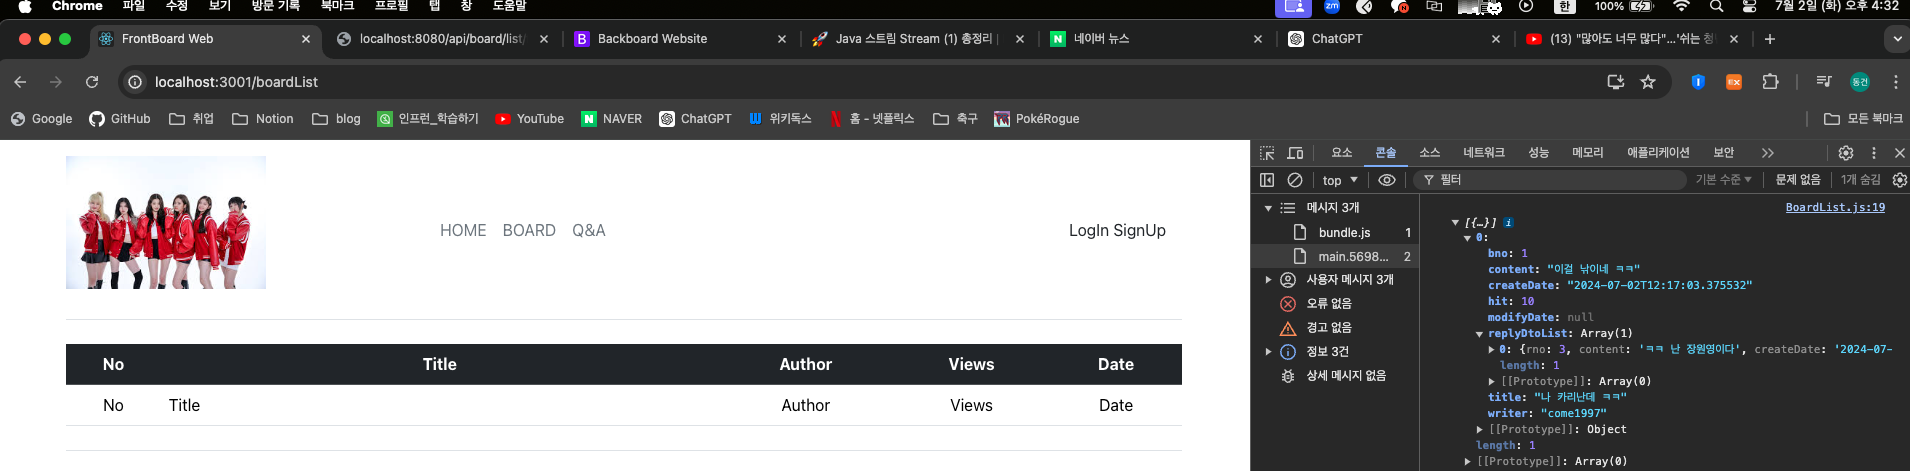 Chrome 파일 수정 보기 방문 기록 북마크 프로필 탭 창 도움말 zm 한 100% 7월 2일 (화) 오후 4:32
FrontBoard Web localhost:8080/api/board/list/ B Backboard Website Java 스트림 Stream (1) 총정리 | N 네이버 뉴스 ChatGPT (13) "많아도 너무 많다"...'쉬는 청
localhost:3001/boardList 동건
Google GitHub 취업 Notion blog 인프런_학습하기 YouTube N NAVER ChatGPT 위키독스 홈 - 넷플릭스 축구 PokéRogue 모든 북마크
요소 콘솔 소스 네트워크 성능 메모리 애플리케이션 보안
top 필터 기본 수준 문제 없음 1개 숨김
HOME BOARD Q&A LogIn SignUp
No Title Author Views Date
No Title Author Views Date
메시지 3개
bundle.js 1
main.5698... 2
사용자 메시지 3개
오류 없음
경고 없음
정보 3건
상세 메시지 없음
BoardList.js:19
[{…}] i
0:
bno: 1
content: "이걸 낚이네 ㅋㅋ"
createDate: "2024-07-02T12:17:03.375532"
hit: 10
modifyDate: null
replyDtoList: Array(1)
0: {rno: 3, content: 'ㅋㅋ 난 장원영이다', createDate: '2024-07-
length: 1
[[Prototype]]: Array(0)
title: "나 카리난데 ㅋㅋ"
writer: "come1997"
[[Prototype]]: Object
length: 1
[[Prototype]]: Array(0)